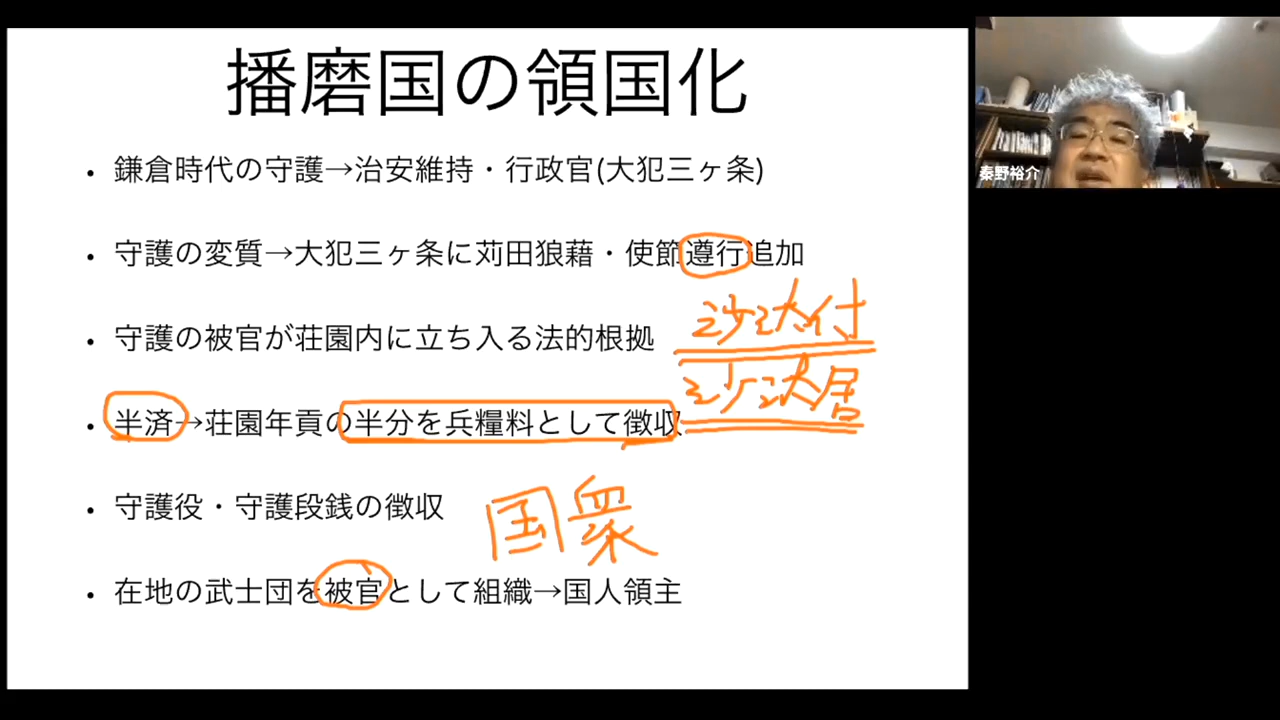 播磨国の領国化
秦野裕介
• 鎌倉時代の守護→治安維持・行政官(大犯三ヶ条)
• 守護の変質→大犯三ヶ条に苅田狼藉・使節遵行追加
沙汰付
• 守護の被官が荘園内に立ち入る法的根拠
沙汰居
• 半済→荘園年貢の半分を兵糧料として徴収
• 守護役・守護段銭の徴収
国衆
• 在地の武士団を被官として組織→国人領主